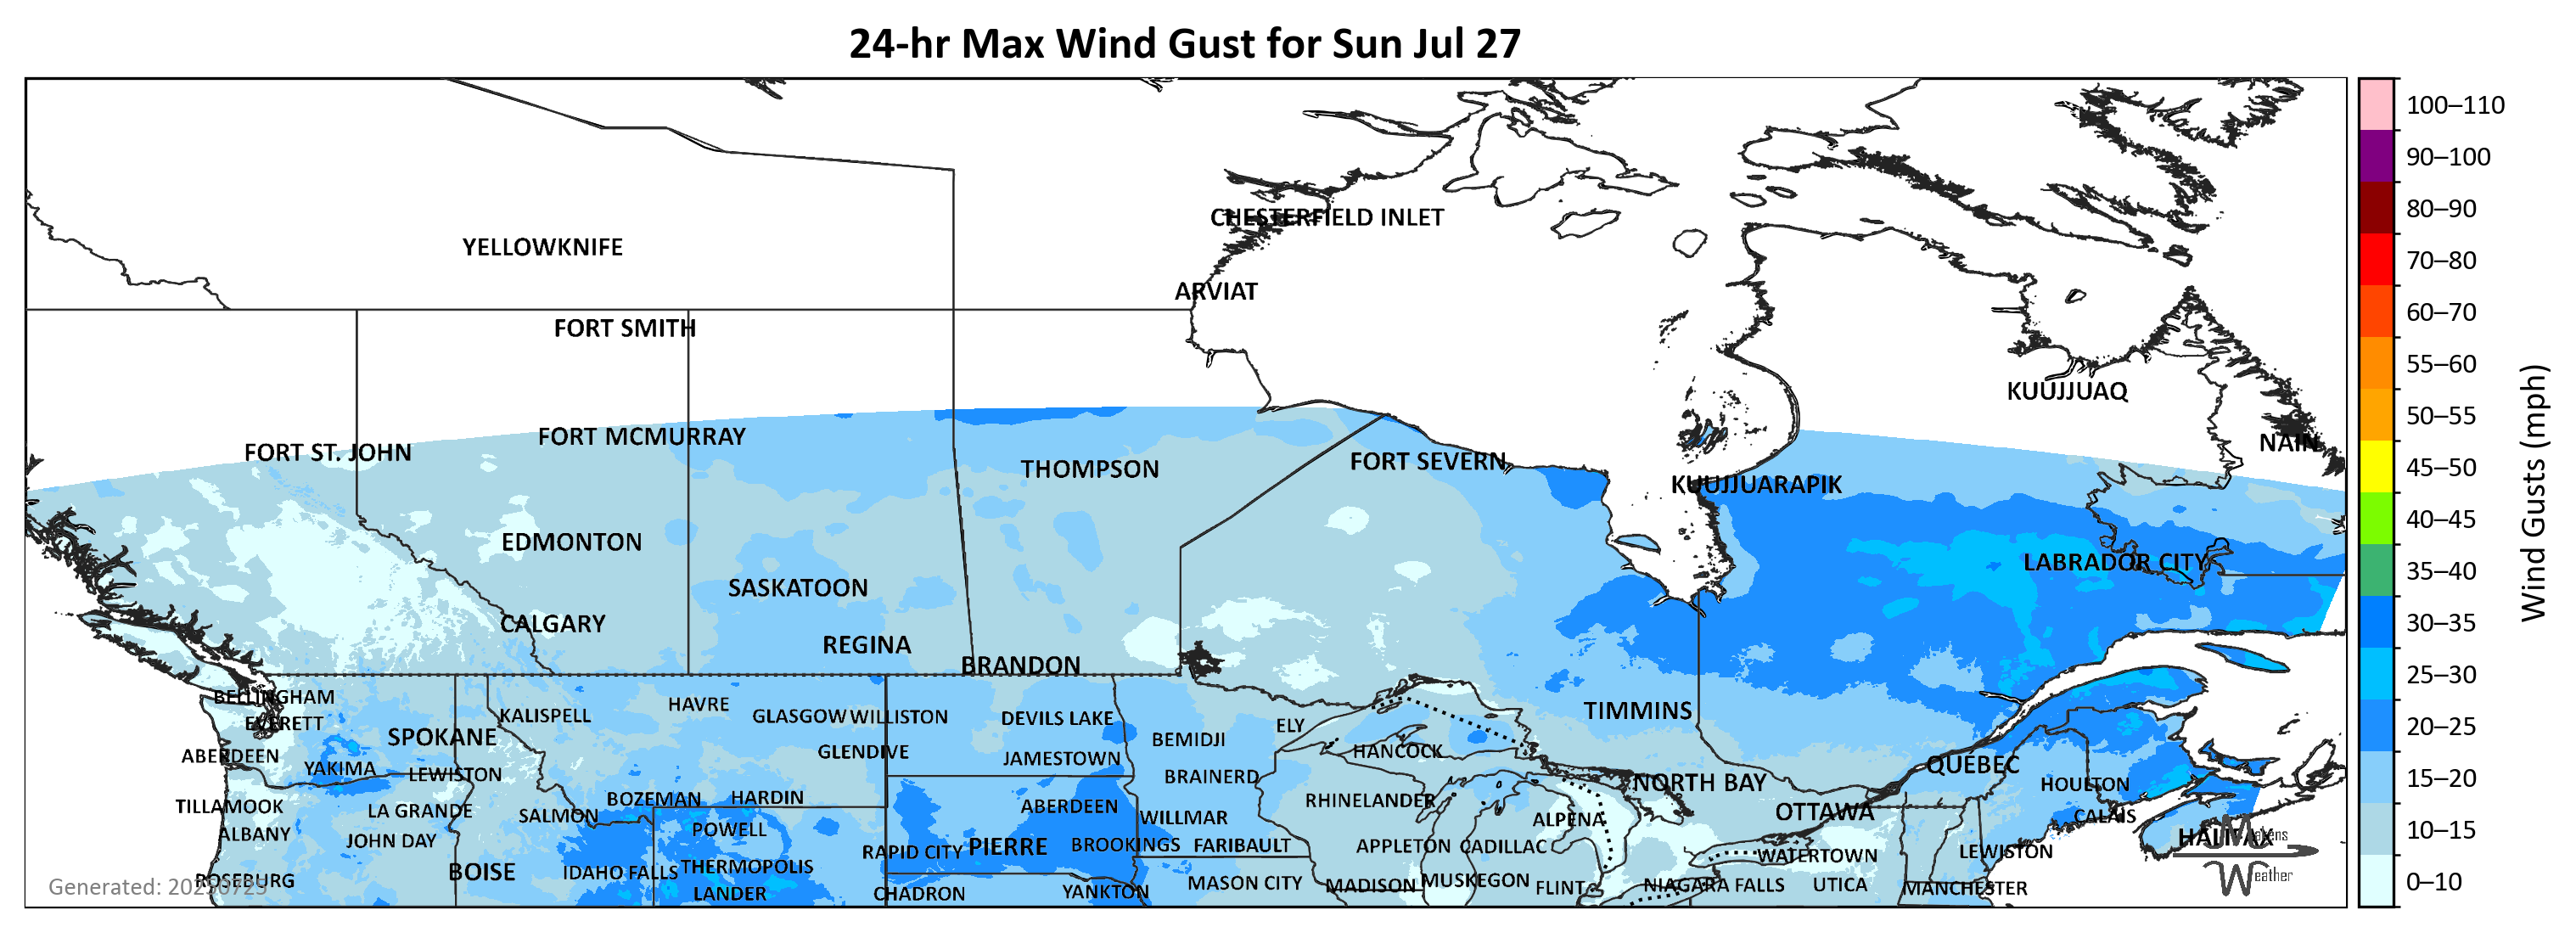 24-hr Max Wind Gust for Sun Jul 27
100–110
90–100
80–90
70–80
60–70
55–60
50–55
45–50
40–45
35–40
30–35
25–30
20–25
15–20
10–15
0–10
Wind Gusts (mph)
CHESTERFIELD INLET
YELLOWKNIFE
ARVIAT
FORT SMITH
KUUJJUAQ
FORT MCMURRAY
NAIN
FORT ST. JOHN
FORT SEVERN
THOMPSON
KUUJJUARAPIK
EDMONTON
LABRADOR CITY
SASKATOON
CALGARY
REGINA
BRANDON
BELLINGHAM
HAVRE
TIMMINS
KALISPELL
GLASGOW
WILLISTON
DEVILS LAKE
EVERETT
ELY
SPOKANE
BEMIDJI
GLENDIVE
HANCOCK
ABERDEEN
JAMESTOWN
QUEBEC
YAKIMA
LEWISTON
BRAINERD
NORTH BAY
HOULTON
BOZEMAN
HARDIN
RHINELANDER
TILLAMOOK
LA GRANDE
ABERDEEN
SALMON
OTTAWA
CALAIS
WILLMAR
ALPENA
ALBANY
POWELL
HALIFAX
JOHN DAY
RAPID CITY
PIERRE
BROOKINGS
FARIBAULT
APPLETON
CADILLAC
LEWISTON
WATERTOWN
BOISE
IDAHO FALLS
THERMOPOLIS
ROSEBURG
MASON CITY
MADISON
MUSKEGON
FLINT
NIAGARA FALLS
UTICA
MANCHESTER
LANDER
CHADRON
YANKTON
Generated: 20250725
Makens
Weather